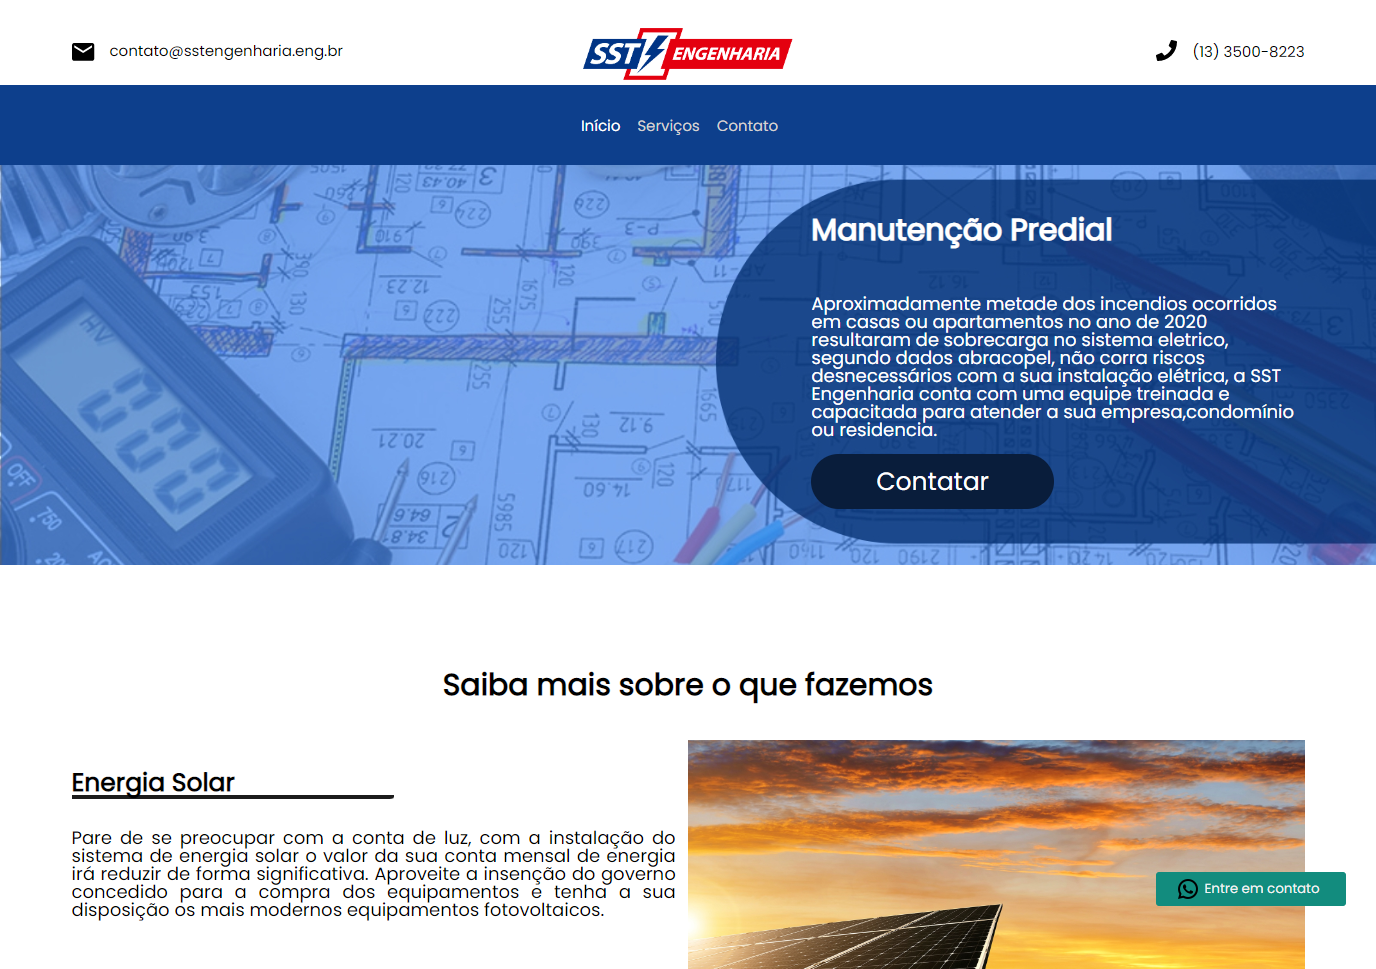 contato@sstengenharia.eng.br
SST ENGENHARIA
(13) 3500-8223
Início Serviços Contato
Manutenção Predial
Aproximadamente metade dos incendios ocorridos
em casas ou apartamentos no ano de 2020
resultaram de sobrecarga no sistema eletrico,
segundo dados abracopel, não corra riscos
desnecessários com a sua instalação elétrica, a SST
Engenharia conta com uma equipe treinada e
capacitada para atender a sua empresa,condomínio
ou residencia.
Contatar
Saiba mais sobre o que fazemos
Energia Solar
Pare de se preocupar com a conta de luz, com a instalação do
sistema de energia solar o valor da sua conta mensal de energia
irá reduzir de forma significativa. Aproveite a insenção do governo
concedido para a compra dos equipamentos e tenha a sua
disposição os mais modernos equipamentos fotovoltaicos.
Entre em contato